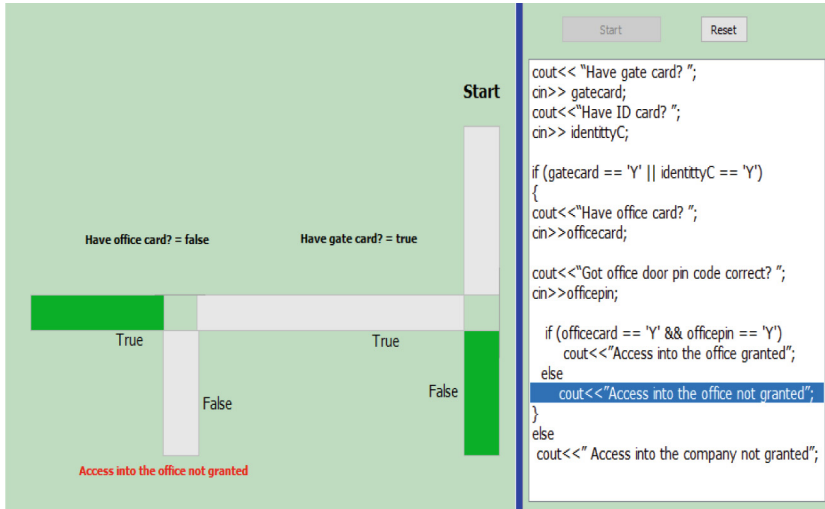 Start
Have office card? = false
Have gate card? = true
True
True
False
False
Access into the office not granted
Start
Reset
cout<< “Have gate card? ”;
cin>> gatecard;
cout<<“Have ID card? ”;
cin>> identittyC;
if (gatecard == 'Y' || identittyC == 'Y')
{
cout<<“Have office card? ”;
cin>>officecard;
cout<<“Got office door pin code correct? ”;
cin>>officepin;
if (officecard == 'Y' && officepin == 'Y')
cout<<”Access into the office granted”;
else
cout<<”Access into the office not granted”;
}
else
cout<<” Access into the company not granted”;